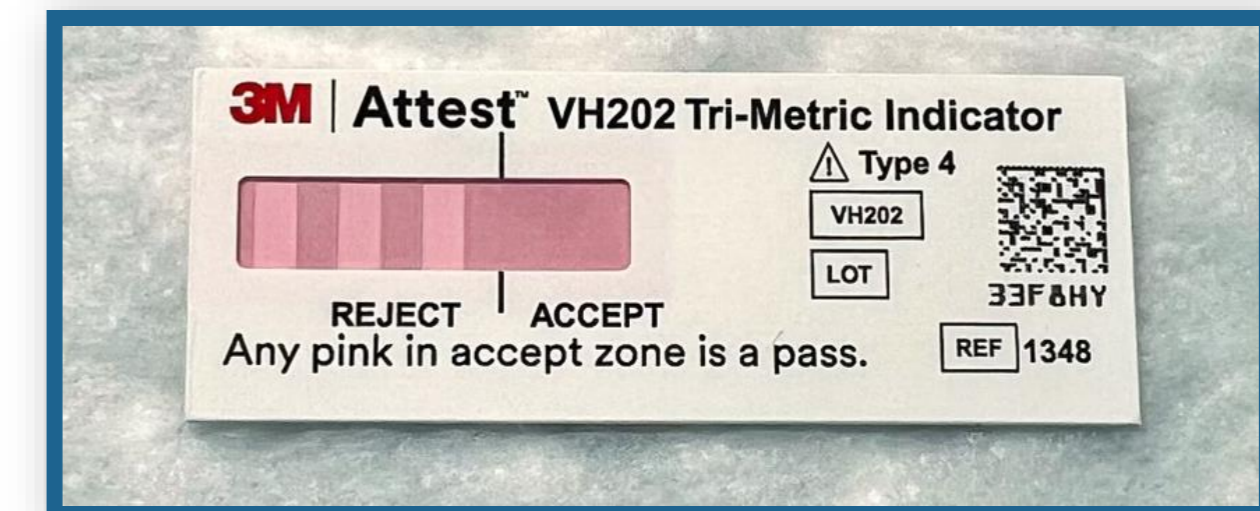 3M | Attest™ VH202 Tri-Metric Indicator
⚠ Type 4
VH202
LOT
33F8HY
REJECT ACCEPT
Any pink in accept zone is a pass.
REF 1348